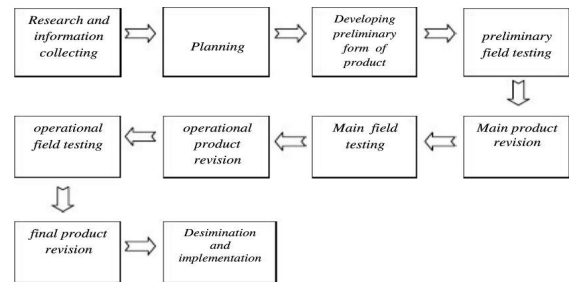 Research and
information
collecting
Planning
Developing
preliminary
form of
product
preliminary
field testing
Main product
revision
Main field
testing
operational
product
revision
operational
field testing
final product
revision
Desimination
and
implementation